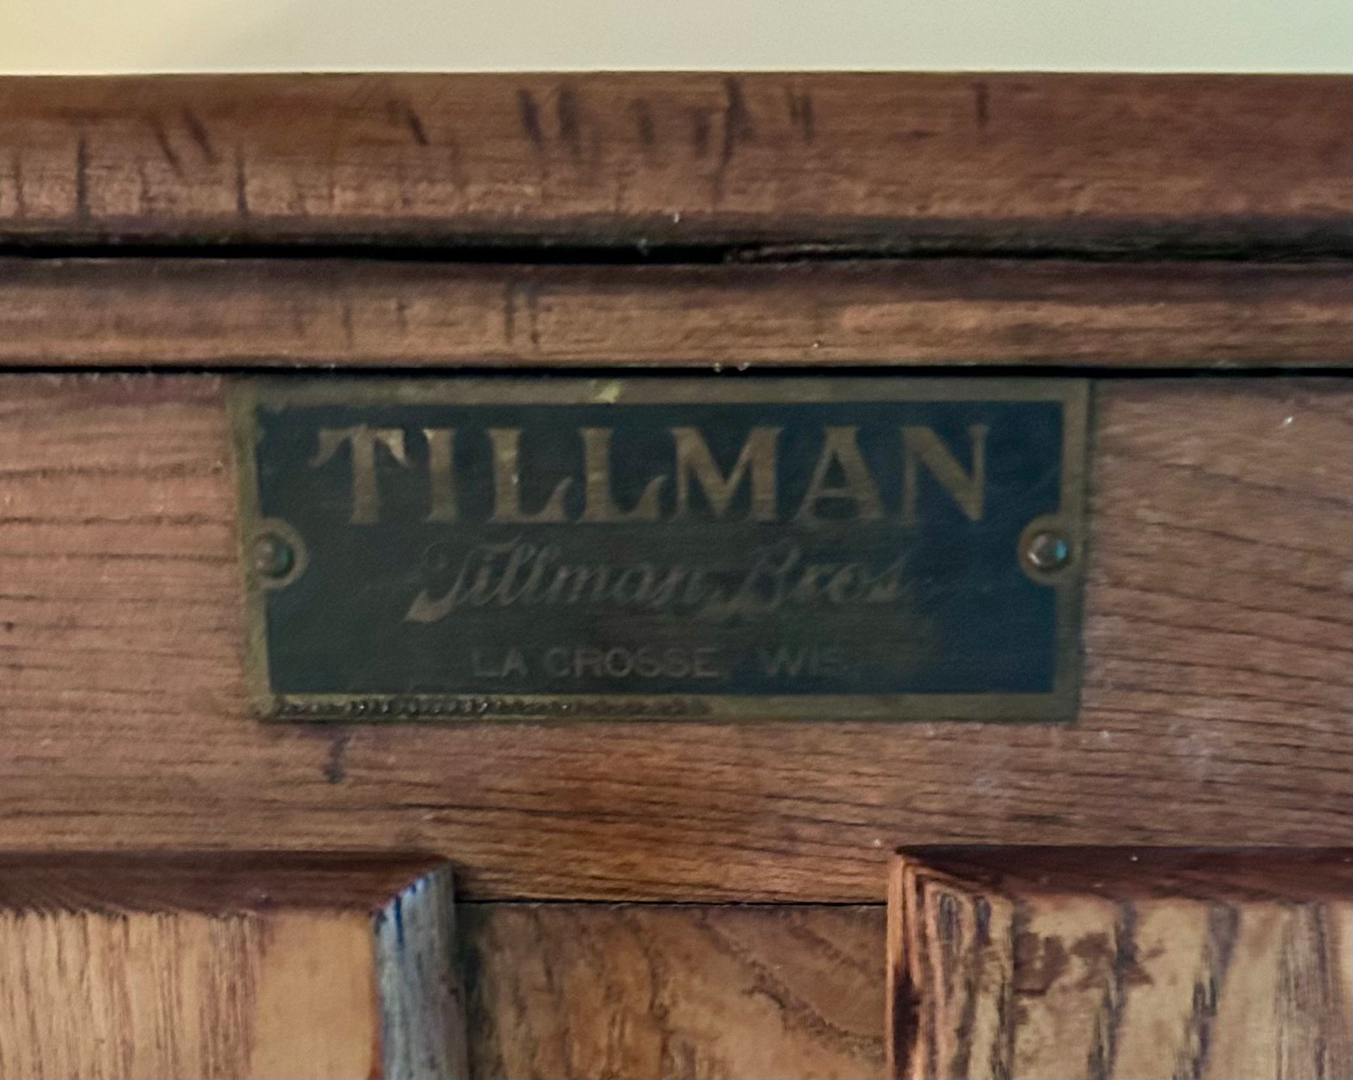 TILLMAN
Tillman Bros
LA CROSSE, WIS.